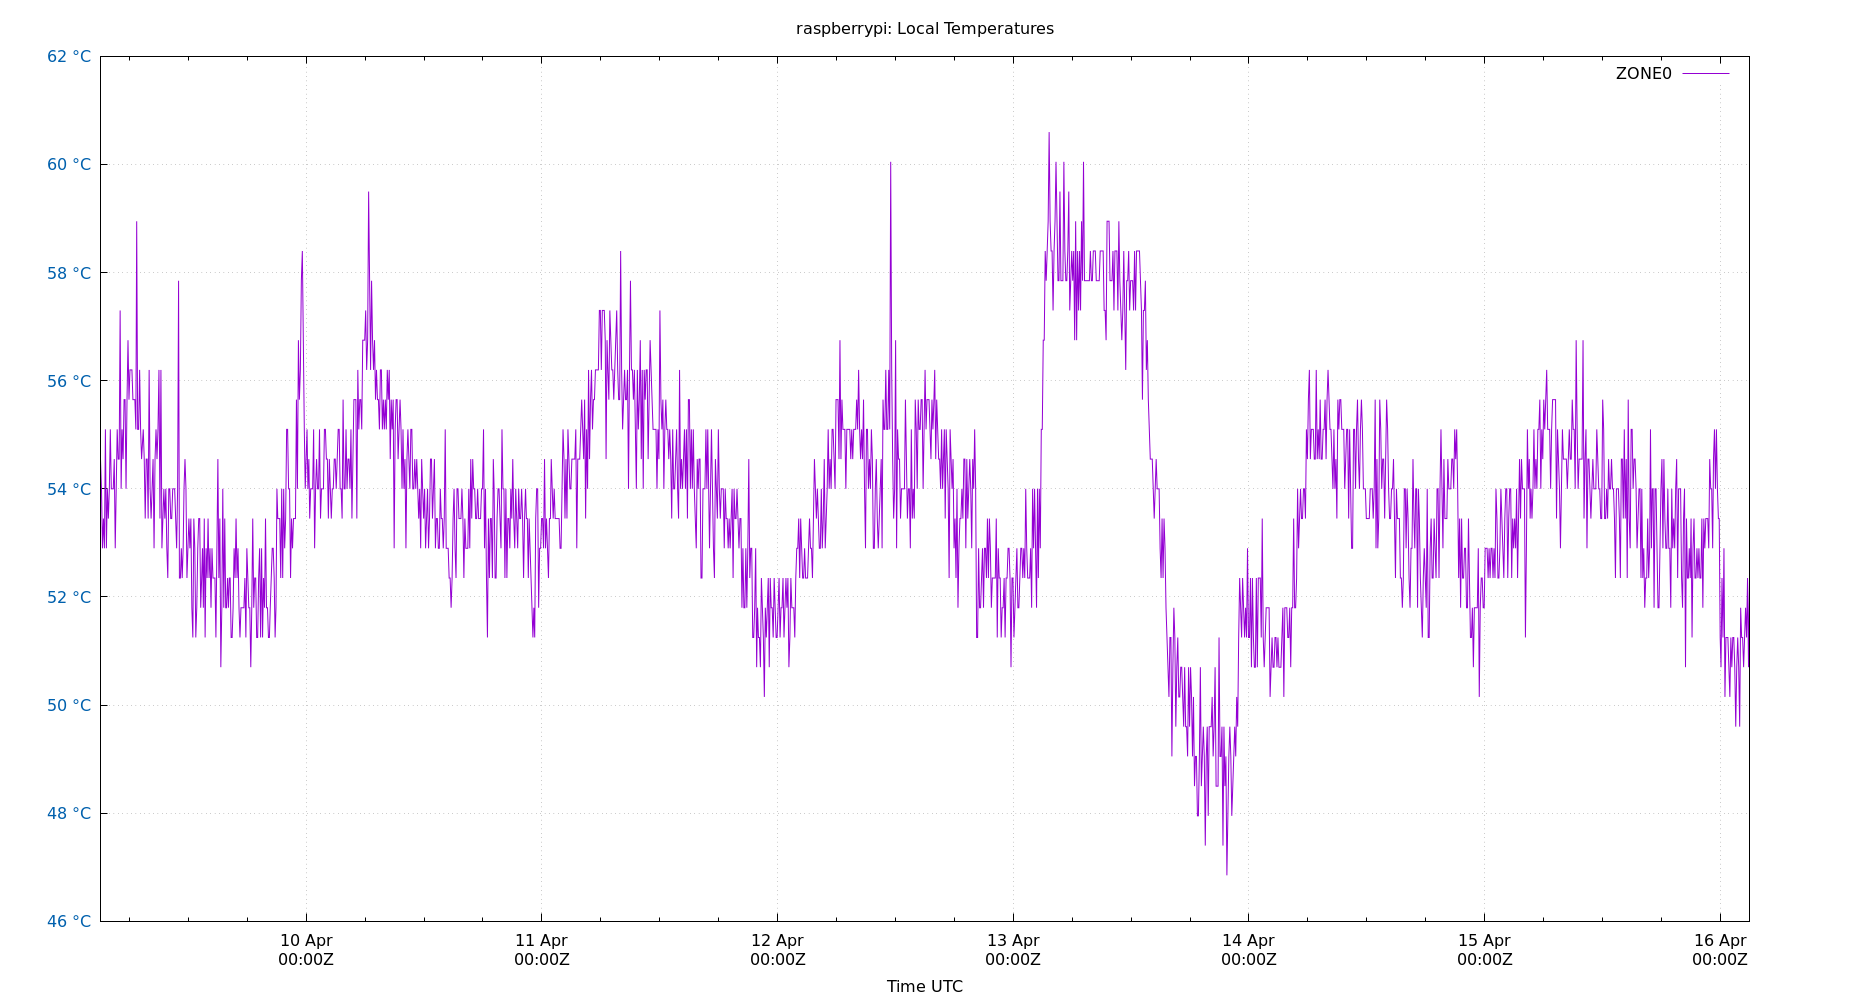 raspberrypi: Local Temperatures
62 °C
ZONE0
60 °C
58 °C
56 °C
54 °C
52 °C
50 °C
48 °C
46 °C
10 Apr 11 Apr 12 Apr 13 Apr 14 Apr 15 Apr 16 Apr
00:00Z 00:00Z 00:00Z 00:00Z 00:00Z 00:00Z 00:00Z
Time UTC